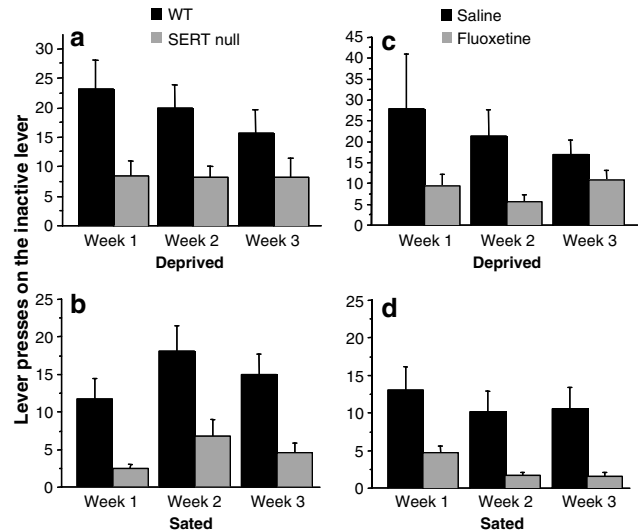 WT
SERT null
Saline
Fluoxetine
Lever presses on the inactive lever
a
30
25
20
15
10
5
0
Week 1 Week 2 Week 3
Deprived
c
45
40
35
30
25
20
15
10
5
0
Week 1 Week 2 Week 3
Deprived
b
25
20
15
10
5
0
Week 1 Week 2 Week 3
Sated
d
25
20
15
10
5
0
Week 1 Week 2 Week 3
Sated